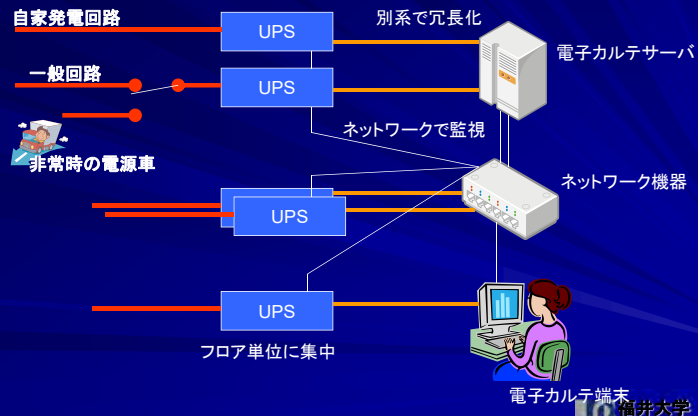 自家発電回路
UPS
別系で冗長化
電子カルテサーバ
一般回路
UPS
ネットワークで監視
非常時の電源車
ネットワーク機器
UPS
UPS
フロア単位に集中
電子カルテ端末
福井大学